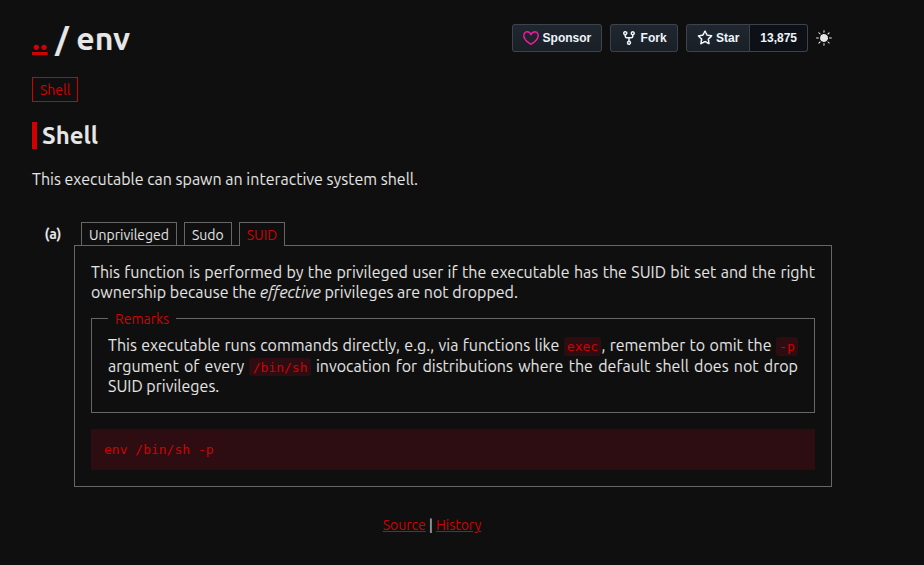 / env
Sponsor Fork Star 13,875
Shell
Shell
This executable can spawn an interactive system shell.
(a) Unprivileged Sudo SUID
This function is performed by the privileged user if the executable has the SUID bit set and the right
ownership because the effective privileges are not dropped.
Remarks
This executable runs commands directly, e.g., via functions like exec, remember to omit the -p
argument of every /bin/sh invocation for distributions where the default shell does not drop
SUID privileges.
env /bin/sh -p
Source | History